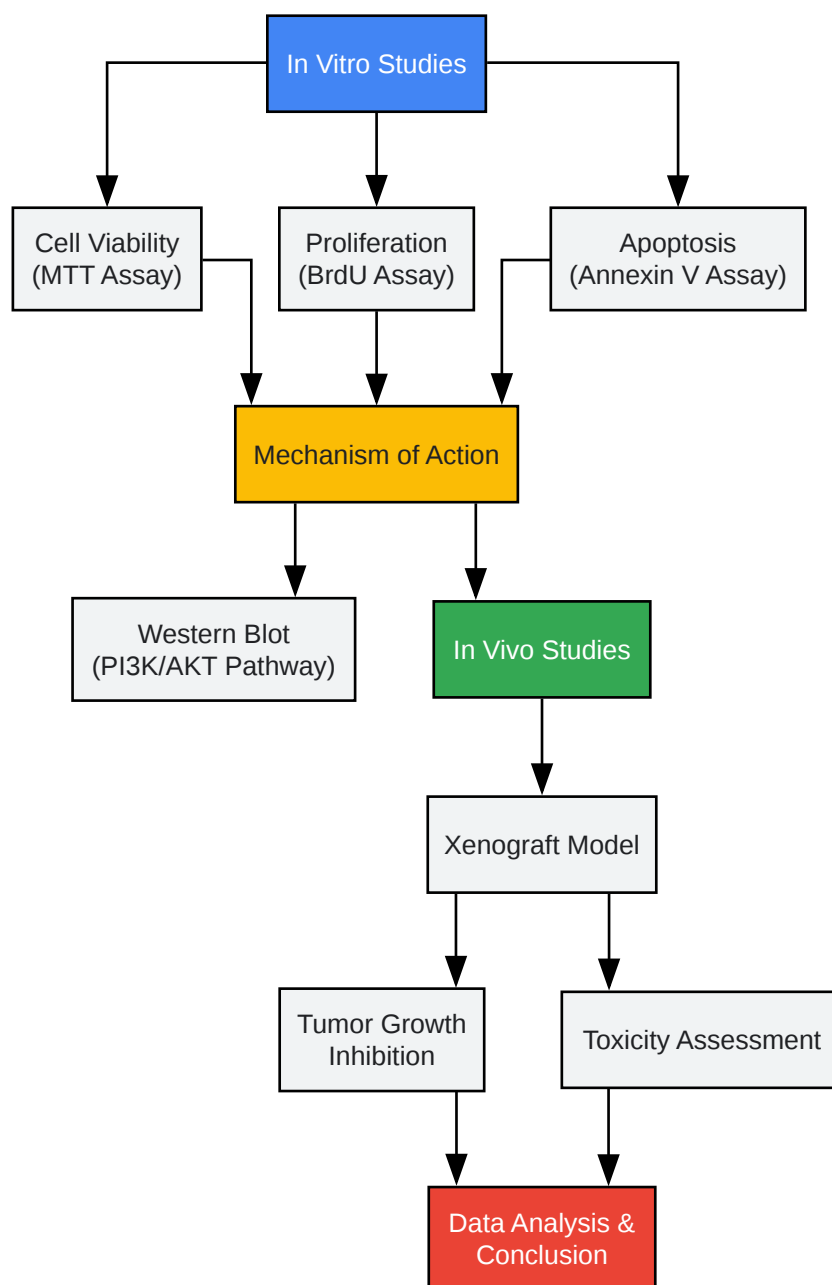 In Vitro Studies
Cell Viability
(MTT Assay)
Proliferation
(BrdU Assay)
Apoptosis
(Annexin V Assay)
Mechanism of Action
Western Blot
(PI3K/AKT Pathway)
In Vivo Studies
Xenograft Model
Tumor Growth
Inhibition
Toxicity Assessment
Data Analysis &
Conclusion